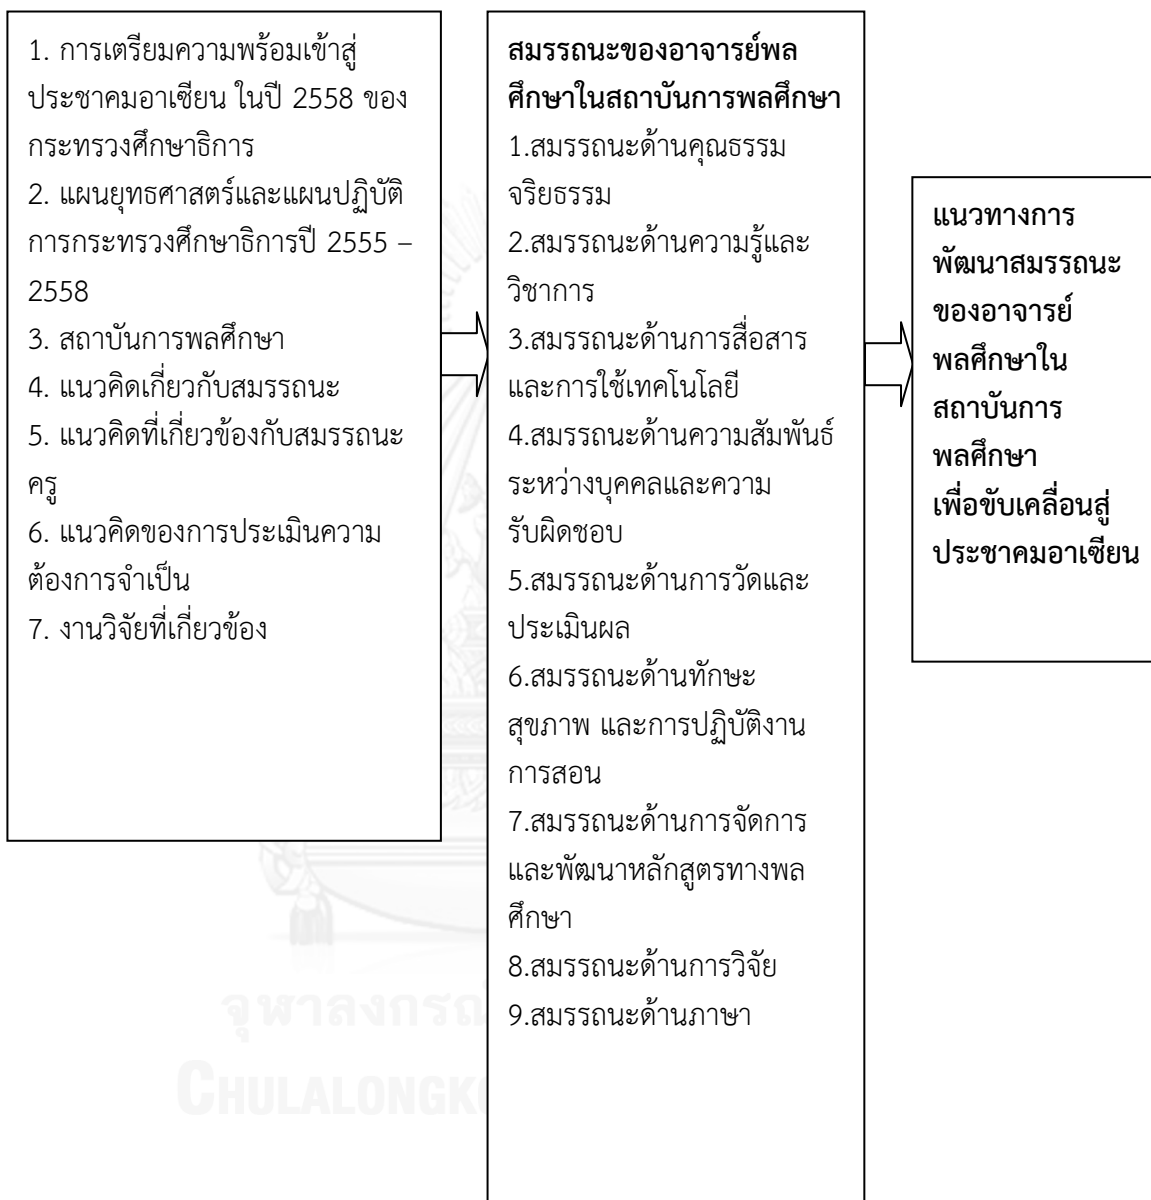 1. การเตรียมความพร้อมเข้าสู่
ประชาคมอาเซียน ในปี 2558 ของ
กระทรวงศึกษาธิการ
2. แผนยุทธศาสตร์และแผนปฏิบัติ
การกระทรวงศึกษาธิการปี 2555 –
2558
3. สถาบันการพลศึกษา
4. แนวคิดเกี่ยวกับสมรรถนะ
5. แนวคิดที่เกี่ยวข้องกับสมรรถนะ
ครู
6. แนวคิดของการประเมินความ
ต้องการจำเป็น
7. งานวิจัยที่เกี่ยวข้อง
สมรรถนะของอาจารย์พล
ศึกษาในสถาบันการพลศึกษา
1.สมรรถนะด้านคุณธรรม
จริยธรรม
2.สมรรถนะด้านความรู้และ
วิชาการ
3.สมรรถนะด้านการสื่อสาร
และการใช้เทคโนโลยี
4.สมรรถนะด้านความสัมพันธ์
ระหว่างบุคคลและความ
รับผิดชอบ
5.สมรรถนะด้านการวัดและ
ประเมินผล
6.สมรรถนะด้านทักษะ
สุขภาพ และการปฏิบัติงาน
การสอน
7.สมรรถนะด้านการจัดการ
และพัฒนาหลักสูตรทางพล
ศึกษา
8.สมรรถนะด้านการวิจัย
9.สมรรถนะด้านภาษา
แนวทางการ
พัฒนาสมรรถนะ
ของอาจารย์
พลศึกษาใน
สถาบันการ
พลศึกษา
เพื่อขับเคลื่อนสู่
ประชาคมอาเซียน
จุฬาลงกรณ
CHULALONGK